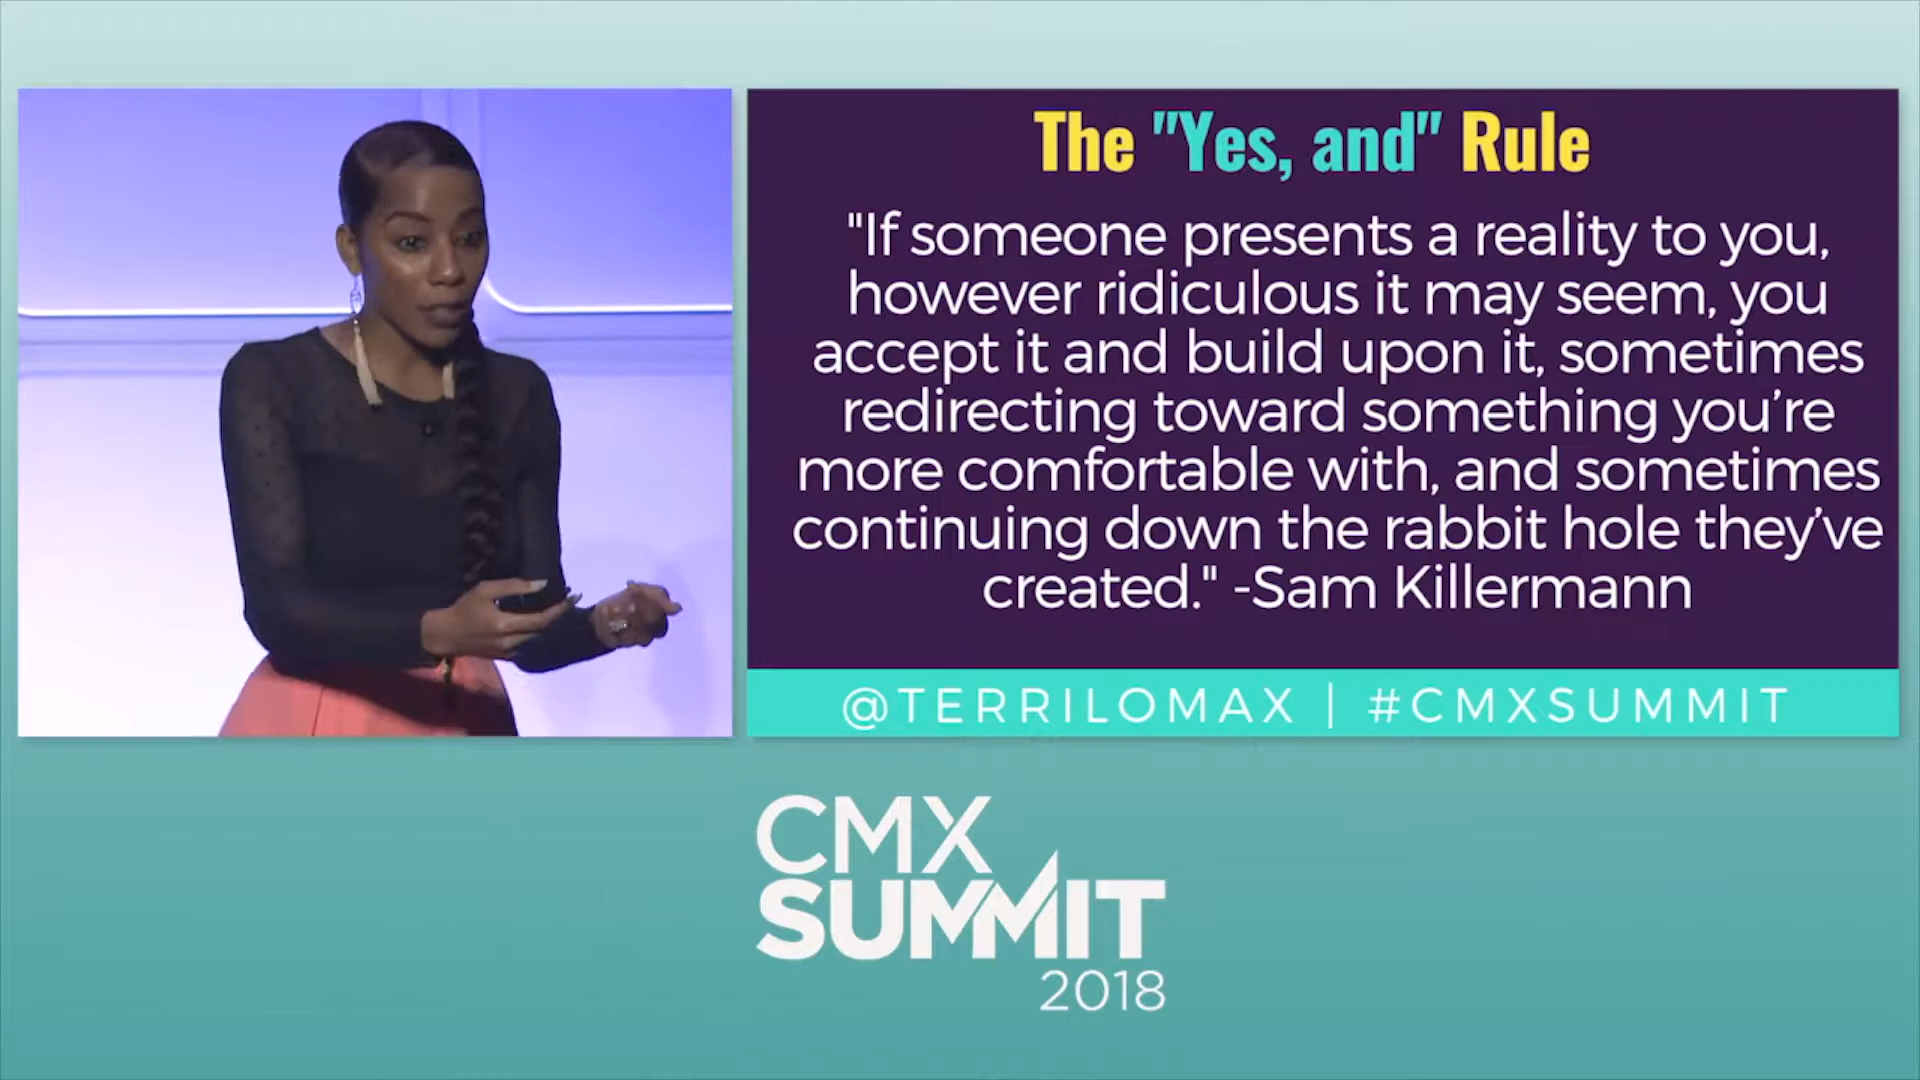 The "Yes, and" Rule
"If someone presents a reality to you,
however ridiculous it may seem, you
accept it and build upon it, sometimes
redirecting toward something you’re
more comfortable with, and sometimes
continuing down the rabbit hole they’ve
created." -Sam Killermann
@TERRILOMAX | #CMXSUMMIT
CMX
SUMMIT
2018